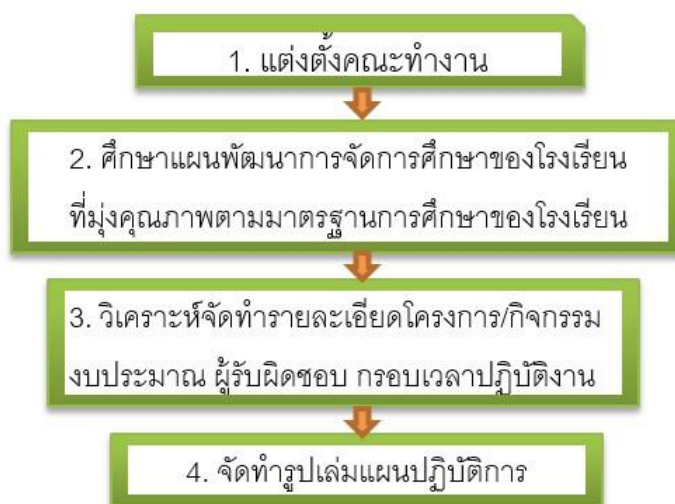 1. แต่งตั้งคณะทำงาน
2. ศึกษาแผนพัฒนาการจัดการศึกษาของโรงเรียน
ที่มุ่งคุณภาพตามมาตรฐานการศึกษาของโรงเรียน
3. วิเคราะห์จัดทำรายละเอียดโครงการ/กิจกรรม
งบประมาณ ผู้รับผิดชอบ กรอบเวลาปฏิบัติงาน
4. จัดทำรูปเล่มแผนปฏิบัติการ